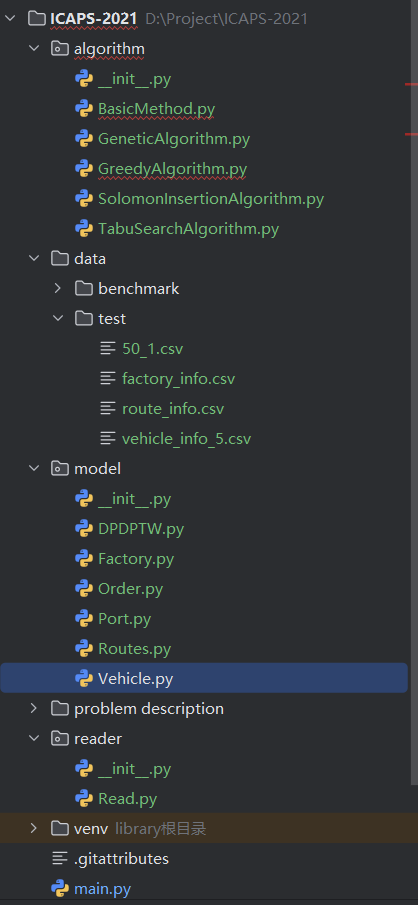 ICAPS-2021 D:\Project\ICAPS-2021
algorithm
__init__.py
BasicMethod.py
GeneticAlgorithm.py
GreedyAlgorithm.py
SolomonInsertionAlgorithm.py
TabuSearchAlgorithm.py
data
benchmark
test
50_1.csv
factory_info.csv
route_info.csv
vehicle_info_5.csv
model
__init__.py
DPDPTW.py
Factory.py
Order.py
Port.py
Routes.py
Vehicle.py
problem description
reader
__init__.py
Read.py
venv library根目录
.gitattributes
main.py